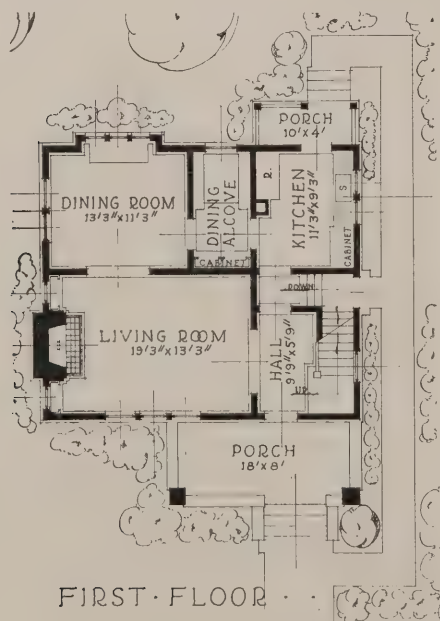 PORCH
10'x4'
DINING ROOM
13'3"x11'3"
DINING
ALCOVE
R.
KITCHEN
11'3"x9'3"
S
CABINET
CABINET
DOWN
LIVING ROOM
19'3"x13'3"
HALL
9'9"x5'9"
UP
PORCH
18'x8'
FIRST·FLOOR··